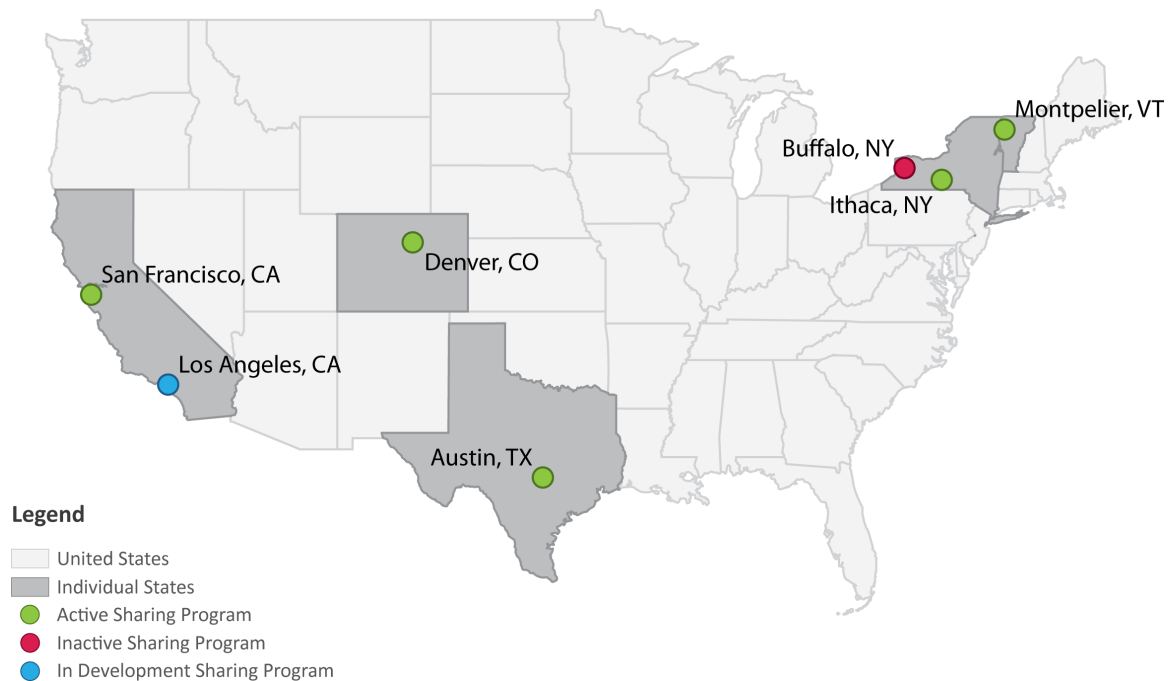 Montpelier, VT
Buffalo, NY
Ithaca, NY
Denver, CO
San Francisco, CA
Los Angeles, CA
Austin, TX
Legend
United States
Individual States
Active Sharing Program
Inactive Sharing Program
In Development Sharing Program